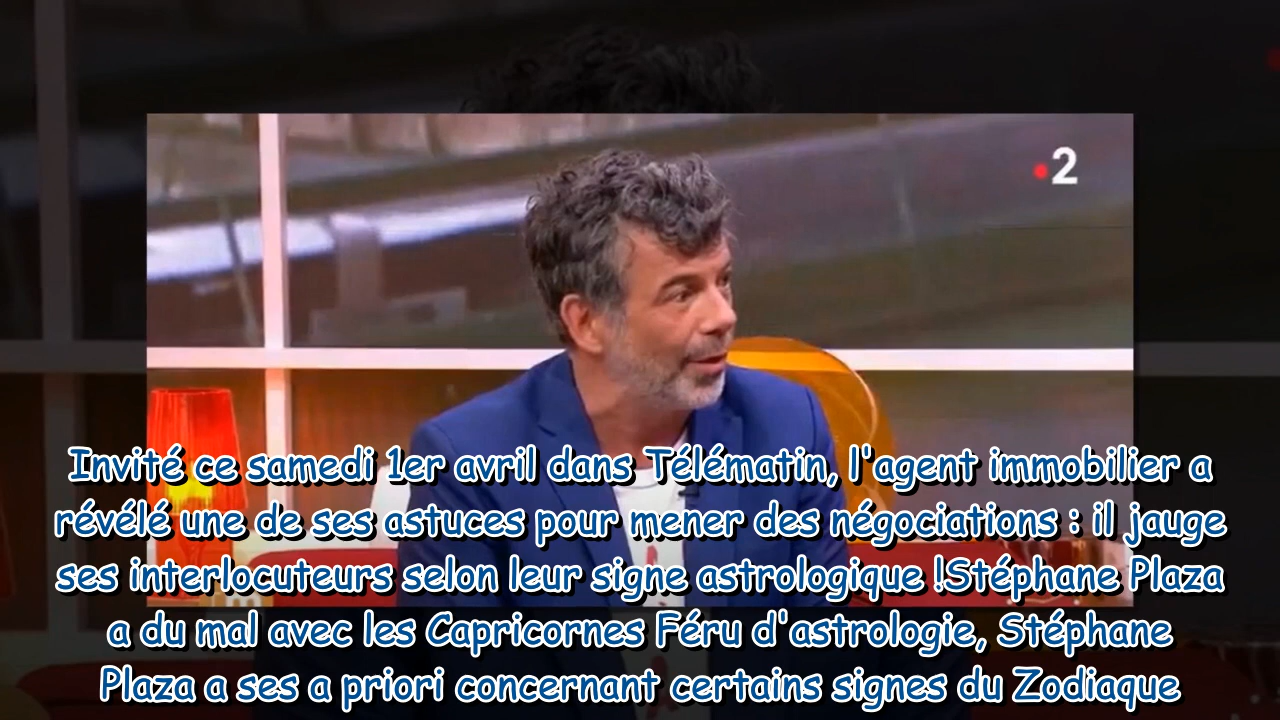 2
Invité ce samedi 1er avril dans Télématin, l'agent immobilier a
révélé une de ses astuces pour mener des négociations : il jauge
ses interlocuteurs selon leur signe astrologique !Stéphane Plaza
a du mal avec les Capricornes Féru d'astrologie, Stéphane
Plaza a ses a priori concernant certains signes du Zodiaque